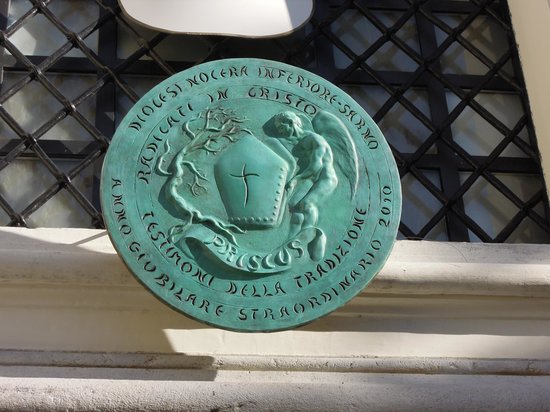 DIOCESI NOCERA INFERIORE-SARNO
RADICATI IN CRISTO
PRISCUS
TESTIMONI DELLA TRADIZIONE
ANNO GIUBILARE STRAORDINARIO 2010